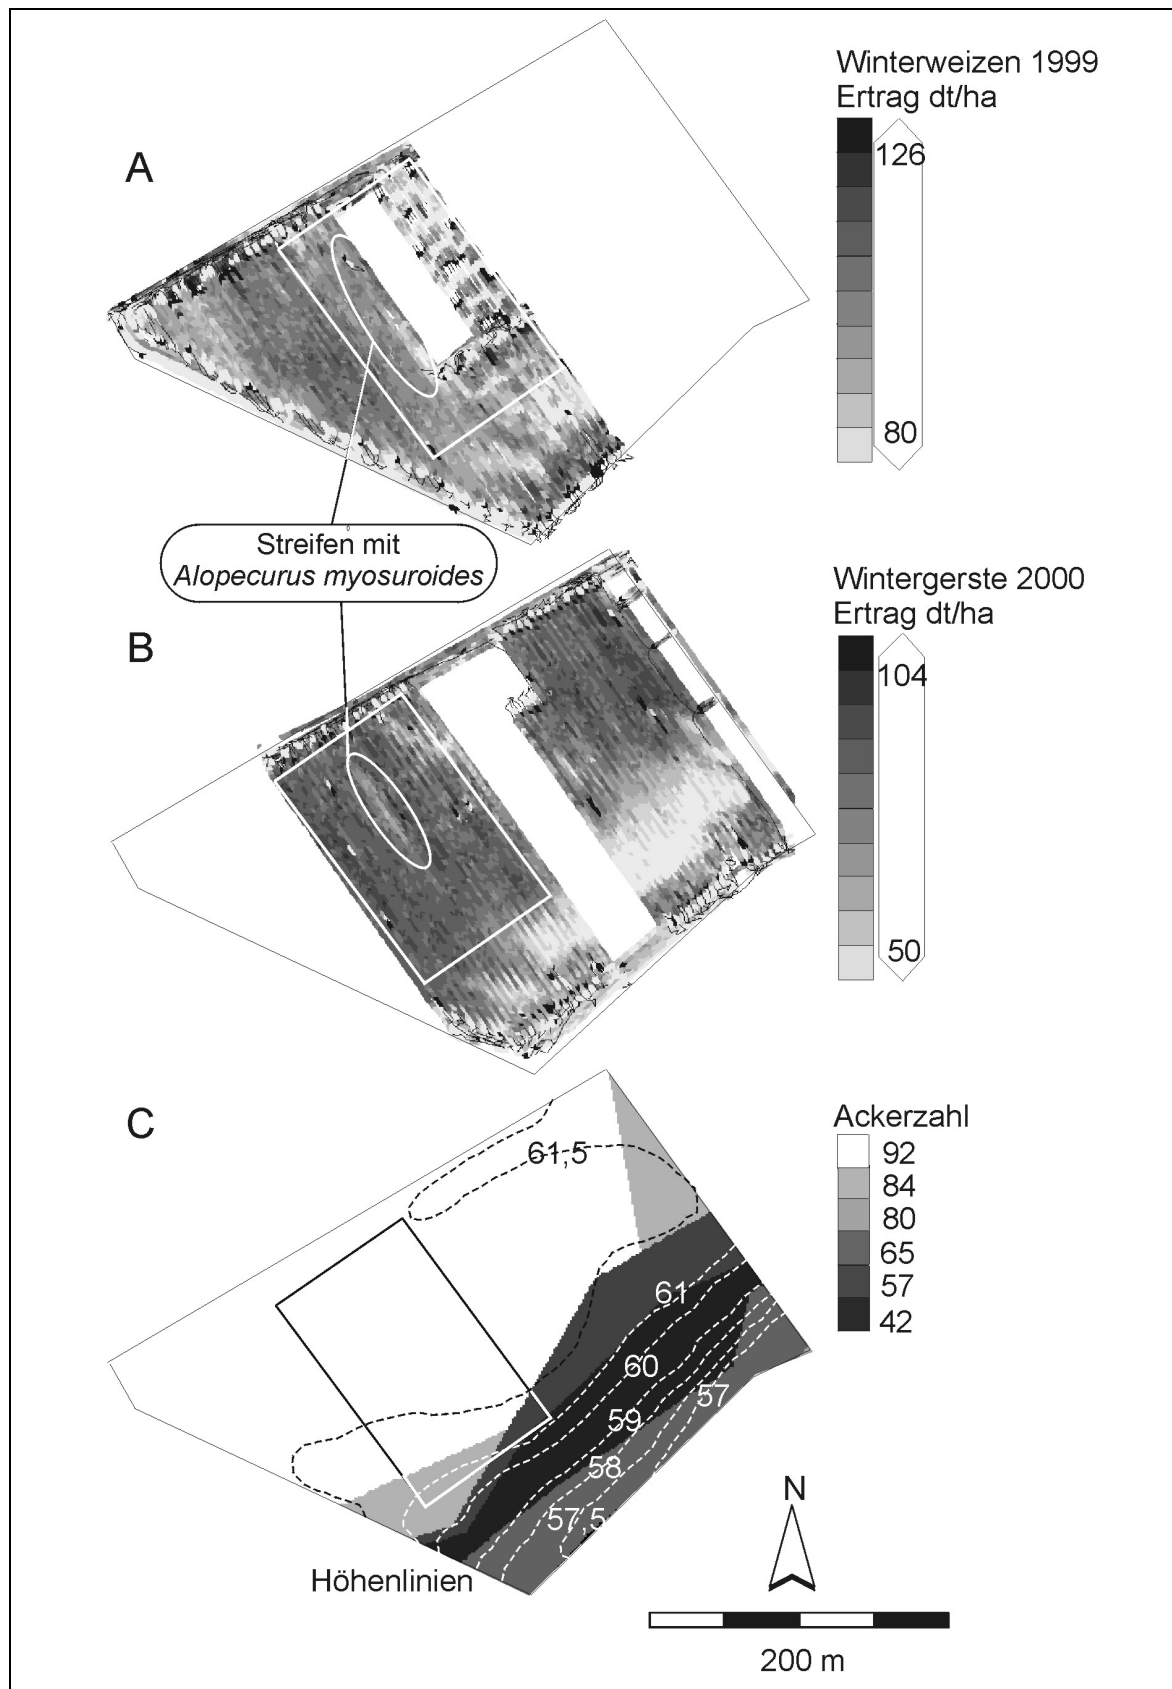 Winterweizen 1999
Ertrag dt/ha
A
126
80
Streifen mit
Alopecurus myosuroides
Wintergerste 2000
Ertrag dt/ha
B
104
50
C
Ackerzahl
61,5
92
84
80
65
57
42
61
60
59
58
57
57,5
Höhenlinien
N
200 m